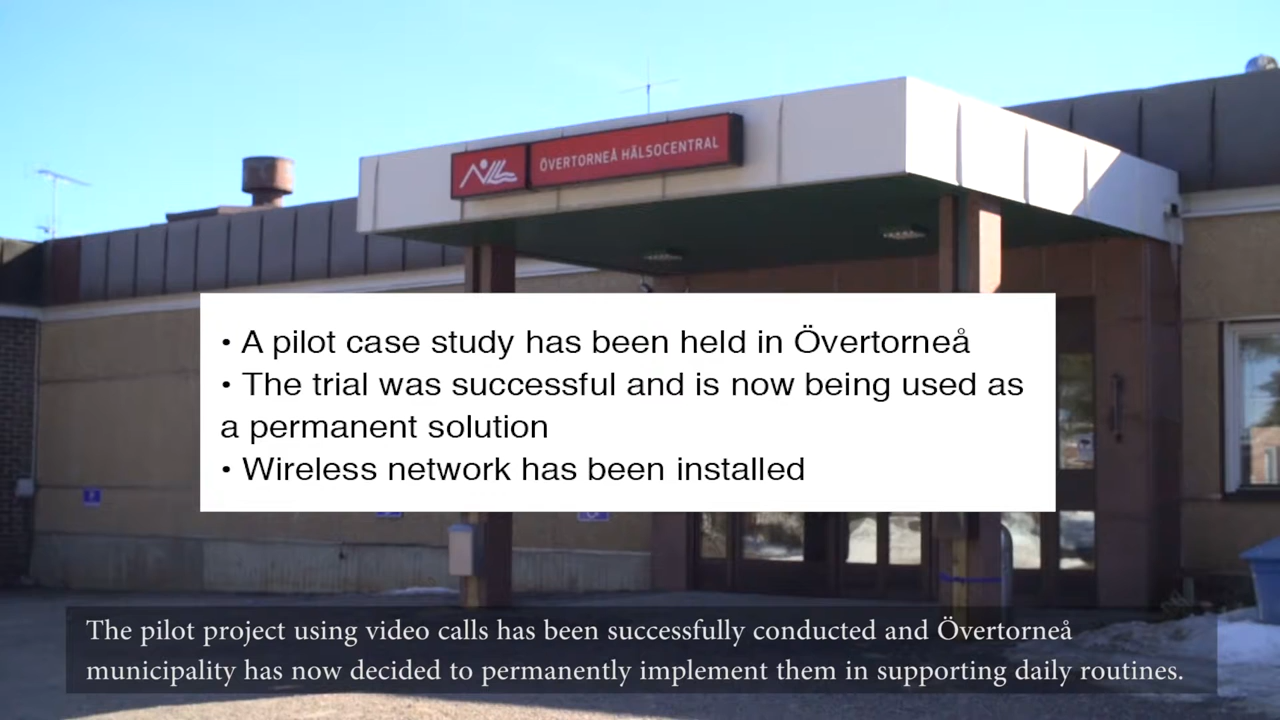 ÖVERTORNEÅ HÄLSOCENTRAL
• A pilot case study has been held in Övertorneå
• The trial was successful and is now being used as
a permanent solution
• Wireless network has been installed
The pilot project using video calls has been successfully conducted and Övertorneå
municipality has now decided to permanently implement them in supporting daily routines.